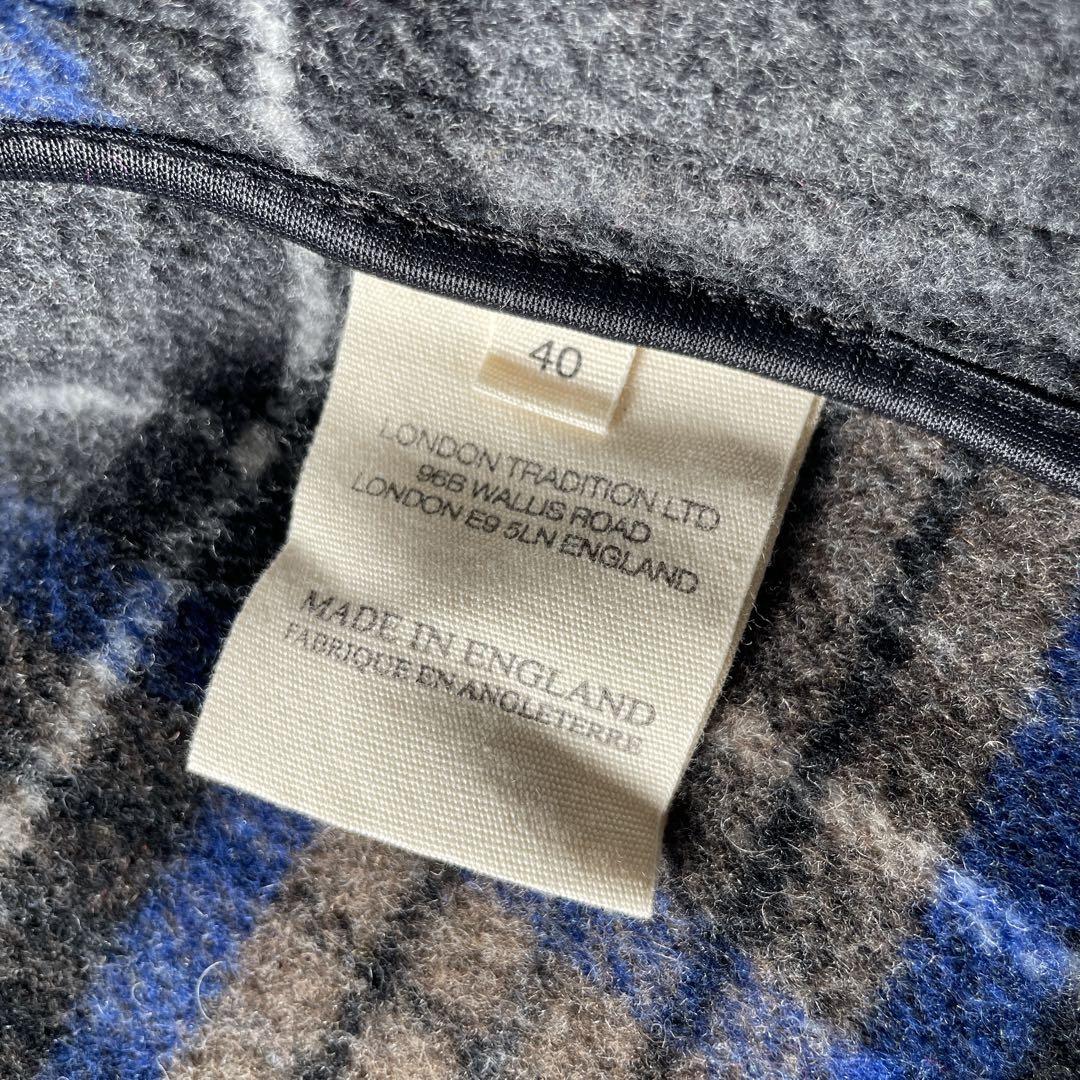 40
LONDON TRADITION LTD
96B WALLIS ROAD
LONDON E9 5LN ENGLAND
MADE IN ENGLAND
FABRIQUE EN ANGLETERRE